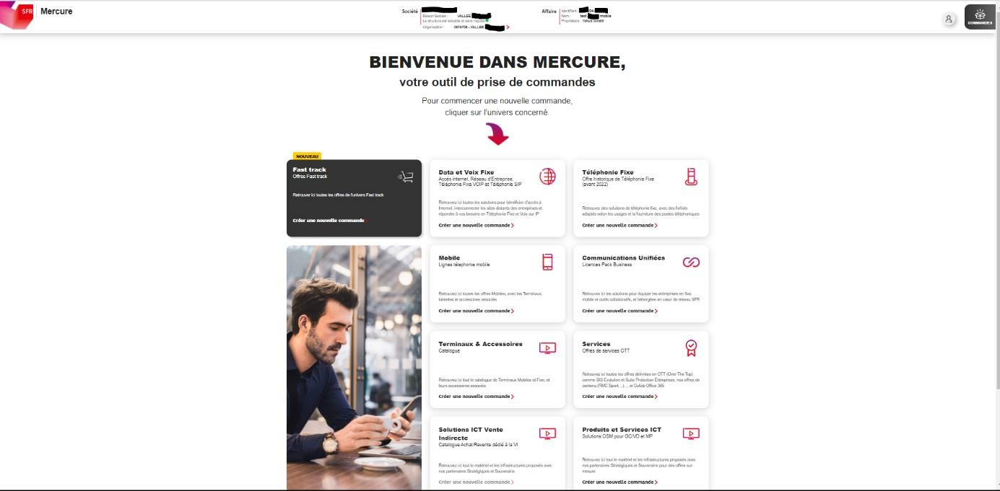 SFR
Mercure
Société
Raison Sociale : VALLEE
La structure est solvable et sans risques
Organisation : 2874708 - VALLEE
Affaire
Identifiant :
Nom : test mobile
Propriétaire :
COMMANDES
BIENVENUE DANS MERCURE,
votre outil de prise de commandes
Pour commencer une nouvelle commande,
cliquer sur l'univers concerné.
NOUVEAU
Fast track
Offres Fast track
Retrouver ici toutes les offres de l'univers Fast track
Créer une nouvelle commande
Data et Voix Fixe
Accès internet, Réseau d'Entreprise,
Téléphonie Fixe VOIP et Téléphonie SIP
Retrouvez ici toutes les solutions pour bénéficier d'accès à
Internet, interconnecter les sites distants des entreprises et
répondre à vos besoins en Téléphonie Fixe et Voix sur IP
Créer une nouvelle commande
Téléphonie Fixe
Offre historique de Téléphonie Fixe
(avant 2022)
Retrouvez des solutions de téléphonie fixe, avec des forfaits
adaptés selon les usages et la fourniture des postes téléphoniques
Créer une nouvelle commande
Mobile
Lignes téléphonie mobile
Retrouvez ici toutes les offres Mobiles, avec les Terminaux,
tablettes et accessoires associés
Créer une nouvelle commande
Communications Unifiées
Licences Pack Business
Retrouvez ici les solutions pour équiper les entreprises en fixe,
mobile et outils collaboratifs, et hébergées en cœur de réseau SFR
Créer une nouvelle commande
Terminaux & Accessoires
Catalogue
Retrouvez ici tout le catalogue de Terminaux Mobiles et Fixe, et
leurs accessoires associés
Créer une nouvelle commande
Services
Offres de services OTT
Retrouvez ici toutes les offres délivrées en OTT (Over The Top)
comme SIS Evolution et Suite Protection Entreprises, nos offres de
contenu (RMC Sport, ...), ... et Collab Office 365
Créer une nouvelle commande
Solutions ICT Vente
Indirecte
Catalogue Achat/Revente dédié à la VI
Retrouvez ici tout le matériel et les infrastructures proposés avec
nos partenaires Stratégiques et Souverains
Créer une nouvelle commande
Produits et Services ICT
Solutions OSM pour GC/VD et MP
Retrouvez ici tout le matériel et les infrastructures proposés avec
nos partenaires Stratégiques et Souverains pour des offres sur-
mesure
Créer une nouvelle commande